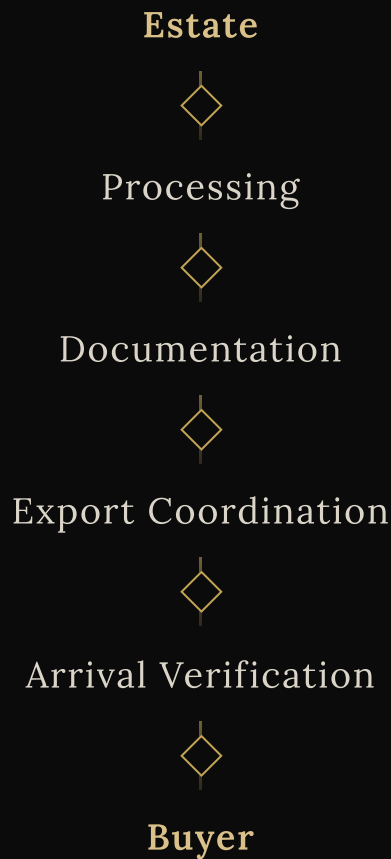 Estate
Processing
Documentation
Export Coordination
Arrival Verification
Buyer